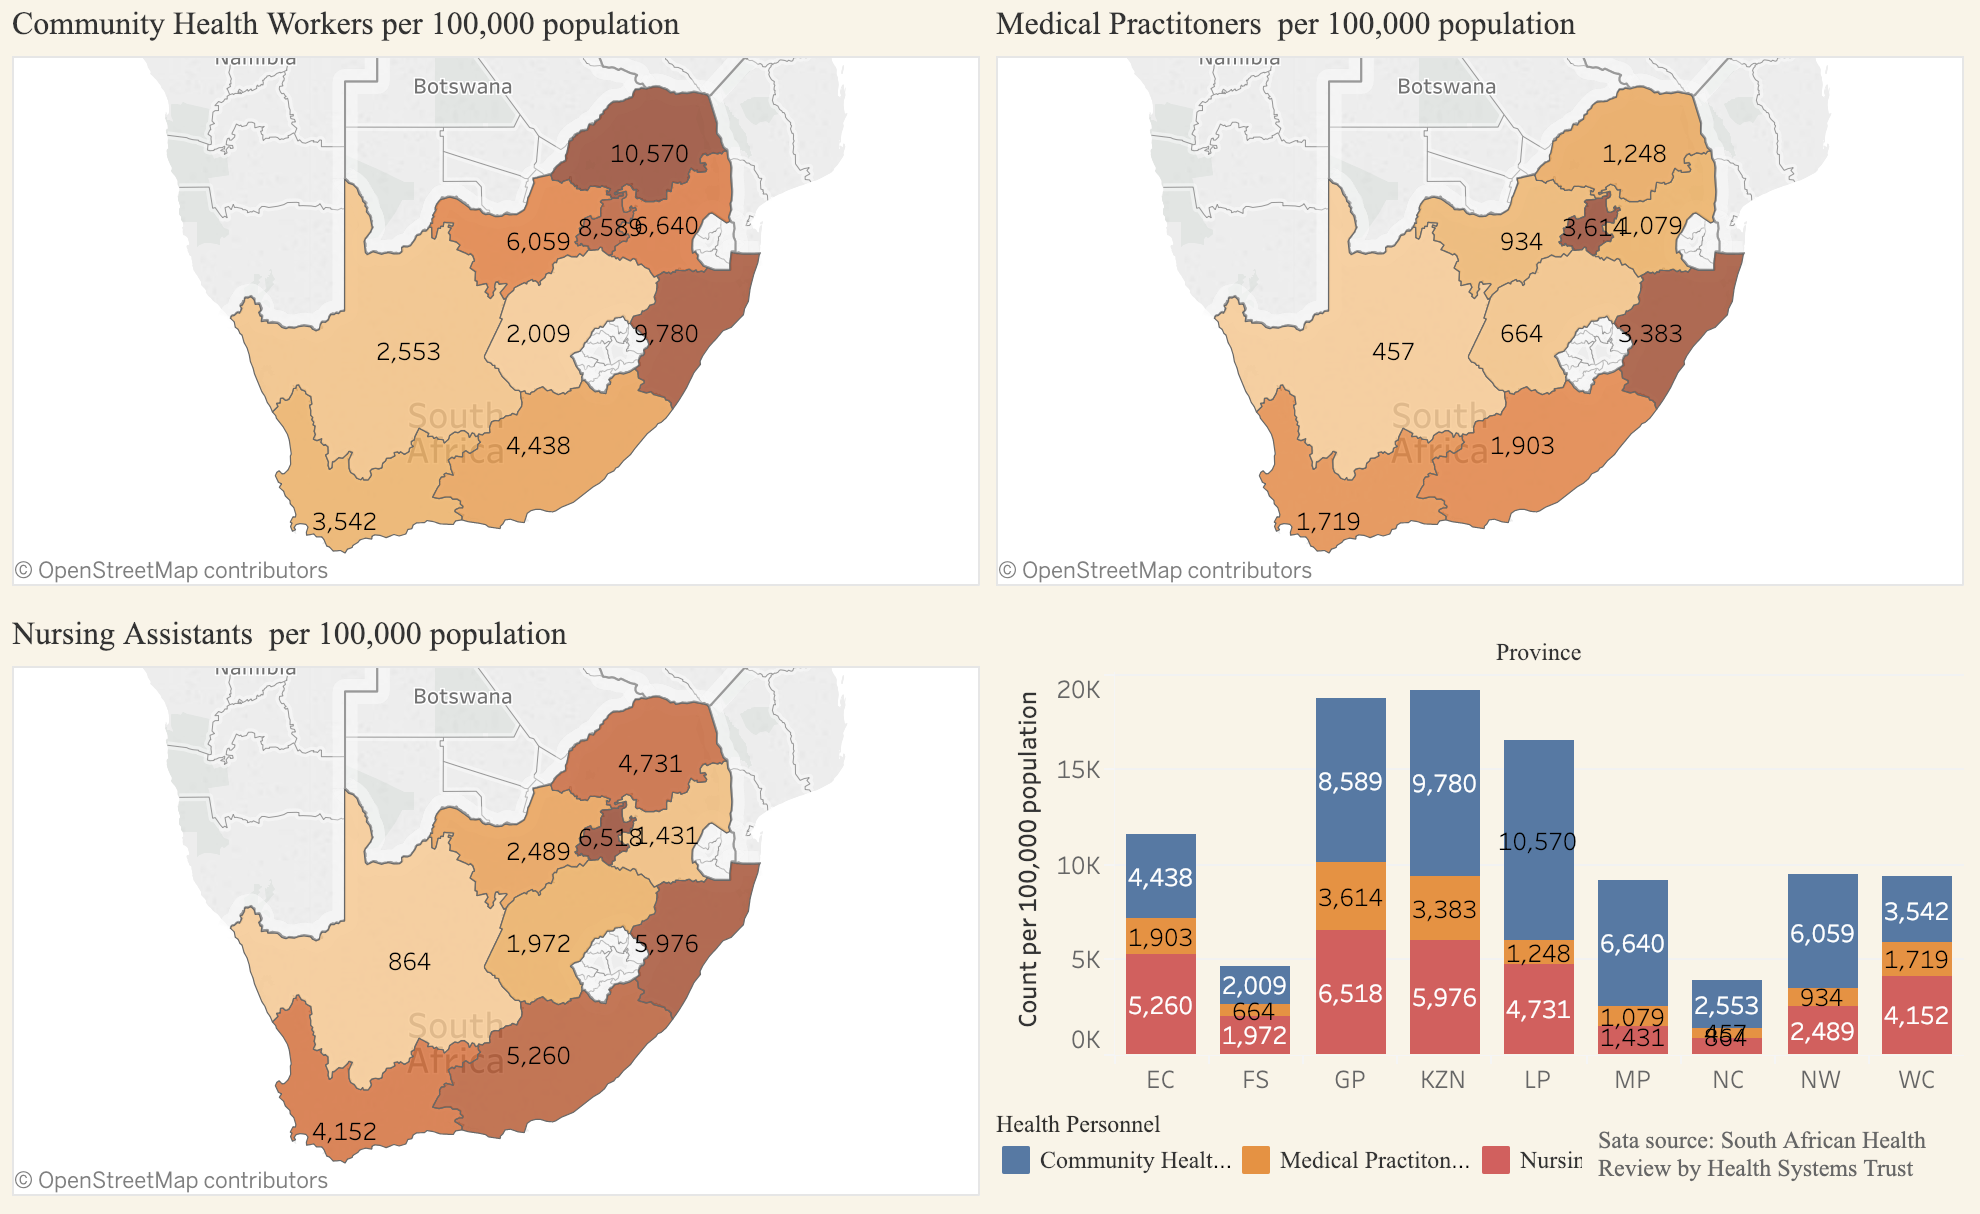 Community Health Workers per 100,000 population
Namibia
Botswana
10,570
8,589
6,640
6,059
2,009
9,780
2,553
South
Africa
4,438
3,542
© OpenStreetMap contributors
Medical Practitoners  per 100,000 population
Namibia
Botswana
1,248
3,614
1,079
934
664
3,383
457
South
Africa
1,903
1,719
© OpenStreetMap contributors
Nursing Assistants  per 100,000 population
Namibia
Botswana
4,731
6,518
1,431
2,489
1,972
5,976
864
South
Africa
5,260
4,152
© OpenStreetMap contributors
Province
Count per 100,000 population
20K
15K
10K
5K
0K
4,438
1,903
5,260
2,009
664
1,972
8,589
3,614
6,518
9,780
3,383
5,976
10,570
1,248
4,731
6,640
1,079
1,431
2,553
457
864
6,059
934
2,489
3,542
1,719
4,152
EC FS GP KZN LP MP NC NW WC
Health Personnel
Community Healt... Medical Practiton... Nursin
Sata source: South African Health
Review by Health Systems Trust